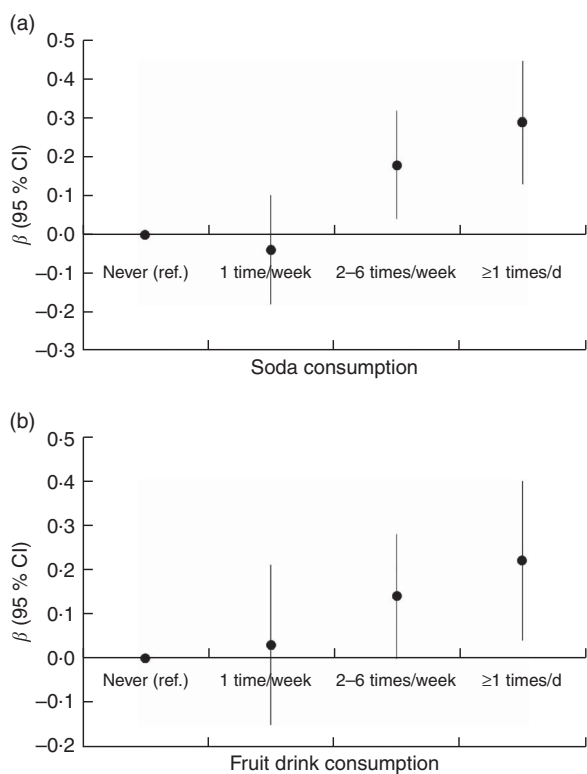 (a)
0·5
0·4
0·3
0·2
0·1
0·0
–0·1
–0·2
–0·3
β (95 % CI)
Never (ref.) 1 time/week 2–6 times/week ≥1 times/d
Soda consumption
(b)
0·5
0·4
0·3
0·2
0·1
0·0
–0·1
–0·2
β (95 % CI)
Never (ref.) 1 time/week 2–6 times/week ≥1 times/d
Fruit drink consumption